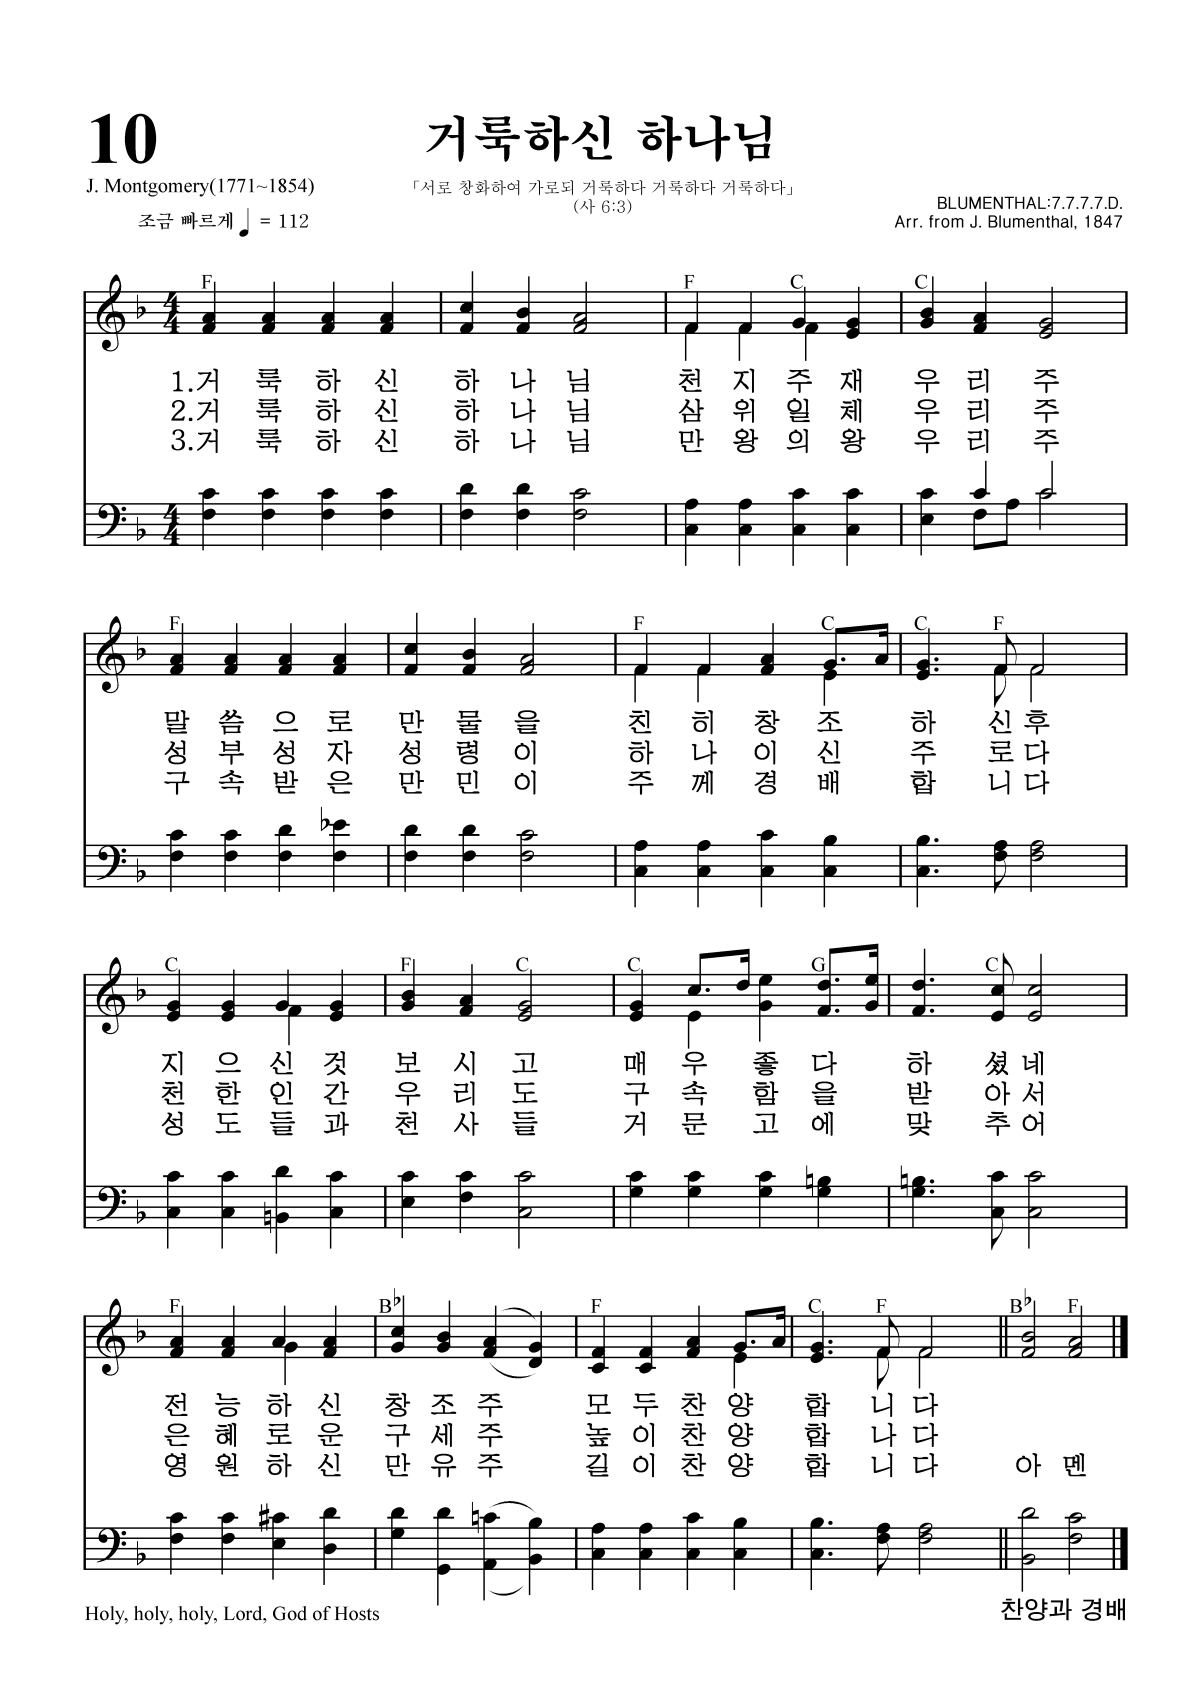 10
거룩하신 하나님
J. Montgomery(1771~1854)
「서로 창화하여 가로되 거룩하다 거룩하다 거룩하다」
(사 6:3)
조금 빠르게 ♩ = 112
BLUMENTHAL:7.7.7.7.D.
Arr. from J. Blumenthal, 1847
F F C C
4 4
1.거 룩 하 신 하 나 님 천 지 주 재 우 리 주
2.거 룩 하 신 하 나 님 삼 위 일 체 우 리 주
3.거 룩 하 신 하 나 님 만 왕 의 왕 우 리 주
4 4
F F C C F
말 씀 으 로 만 물 을 친 히 창 조 하 신 후
성 부 성 자 성 령 이 하 나 이 신 주 로 다
구 속 받 은 만 민 이 주 께 경 배 합 니 다
C F C C G C
지 으 신 것 보 시 고 매 우 좋 다 하 셨 네
천 한 인 간 우 리 도 구 속 함 을 받 아 서
성 도 들 과 천 사 들 거 문 고 에 맞 추 어
F B♭ F C F B♭ F
전 능 하 신 창 조 주 모 두 찬 양 합 니 다
은 혜 로 운 구 세 주 높 이 찬 양 합 나 다
영 원 하 신 만 유 주 길 이 찬 양 합 니 다 아 멘
Holy, holy, holy, Lord, God of Hosts
찬양과 경배